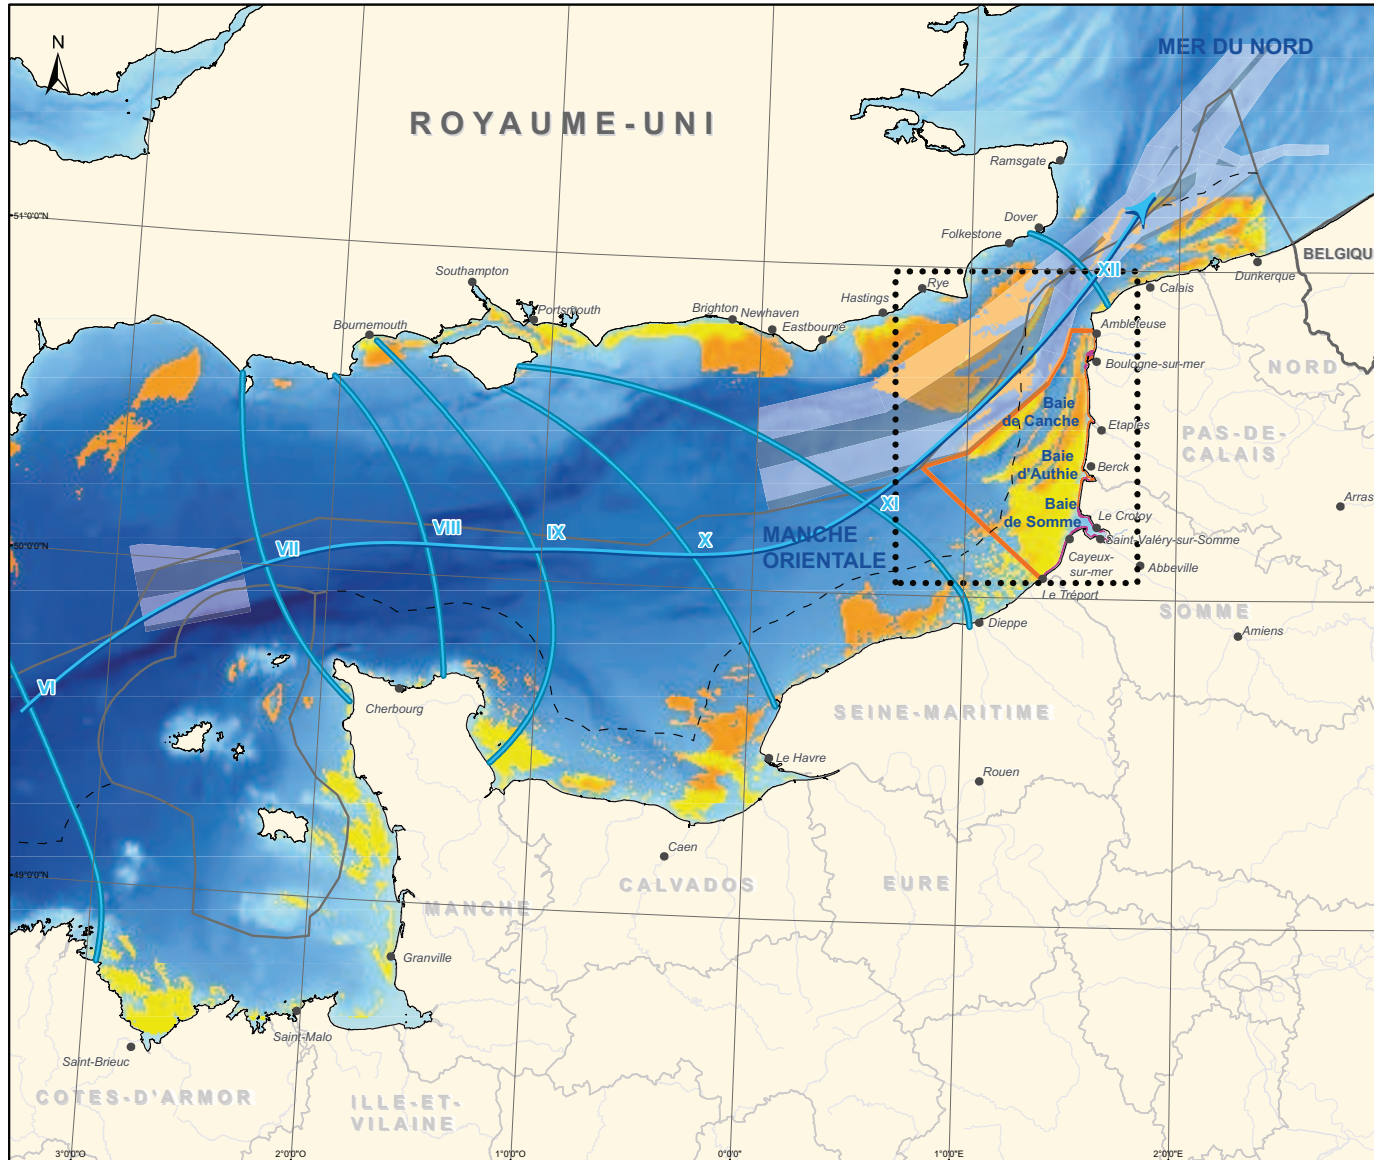 N
MER DU NORD
ROYAUME-UNI
Ramsgate
51°0'0"N
Dover
Folkestone
BELGIQU
XII
Dunkerque
Southampton
Rye
Calais
Hastings
Portsmouth
Brighton
Newhaven
Bournemouth
Eastbourne
Ambleteuse
Boulogne-sur-mer
NORD
Baie
de Canche
Etaples
PAS-DE-
CALAIS
Baie
d'Authie
Berck
Arras
XI
Baie
de Somme
Le Crotoy
VIII
IX
X
MANCHE
ORIENTALE
Saint-Valéry-sur-Somme
50°0'0"N
VII
Cayeux-
sur-mer
Abbeville
Le Tréport
SOMME
Dieppe
Amiens
VI
Cherbourg
SEINE-MARITIME
Le Havre
Rouen
Caen
49°0'0"N
CALVADOS
EURE
MANCHE
Granville
Saint-Malo
Saint-Brieuc
COTES-D'ARMOR
ILLE-ET-
VILAINE
3°0'0"O
2°0'0"O
1°0'0"O
0°0'0"
1°0'0"E
2°0'0"E